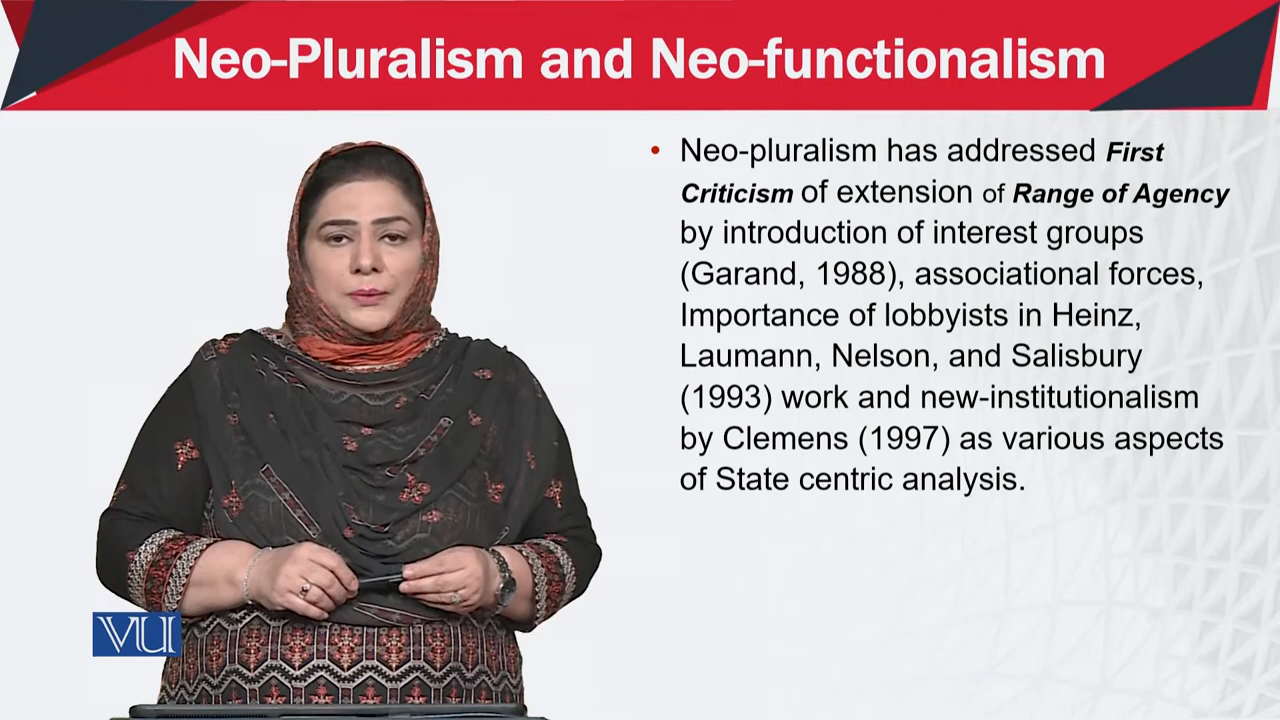 Neo-Pluralism and Neo-functionalism
• Neo-pluralism has addressed First
Criticism of extension of Range of Agency
by introduction of interest groups
(Garand, 1988), associational forces,
Importance of lobbyists in Heinz,
Laumann, Nelson, and Salisbury
(1993) work and new-institutionalism
by Clemens (1997) as various aspects
of State centric analysis.
VU